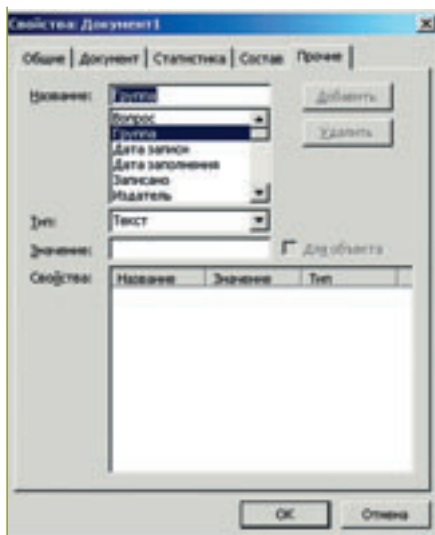 Свойства: Документ1
Общие Документ Статистика Состав Прочие
Название: Группа Добавить
Вопрос
Группа Удалить
Дата записи
Дата заполнения
Записано
Издатель
Тип: Текст
Значение: Для объекта
Свойства: Название Значение Тип
ОК Отмена